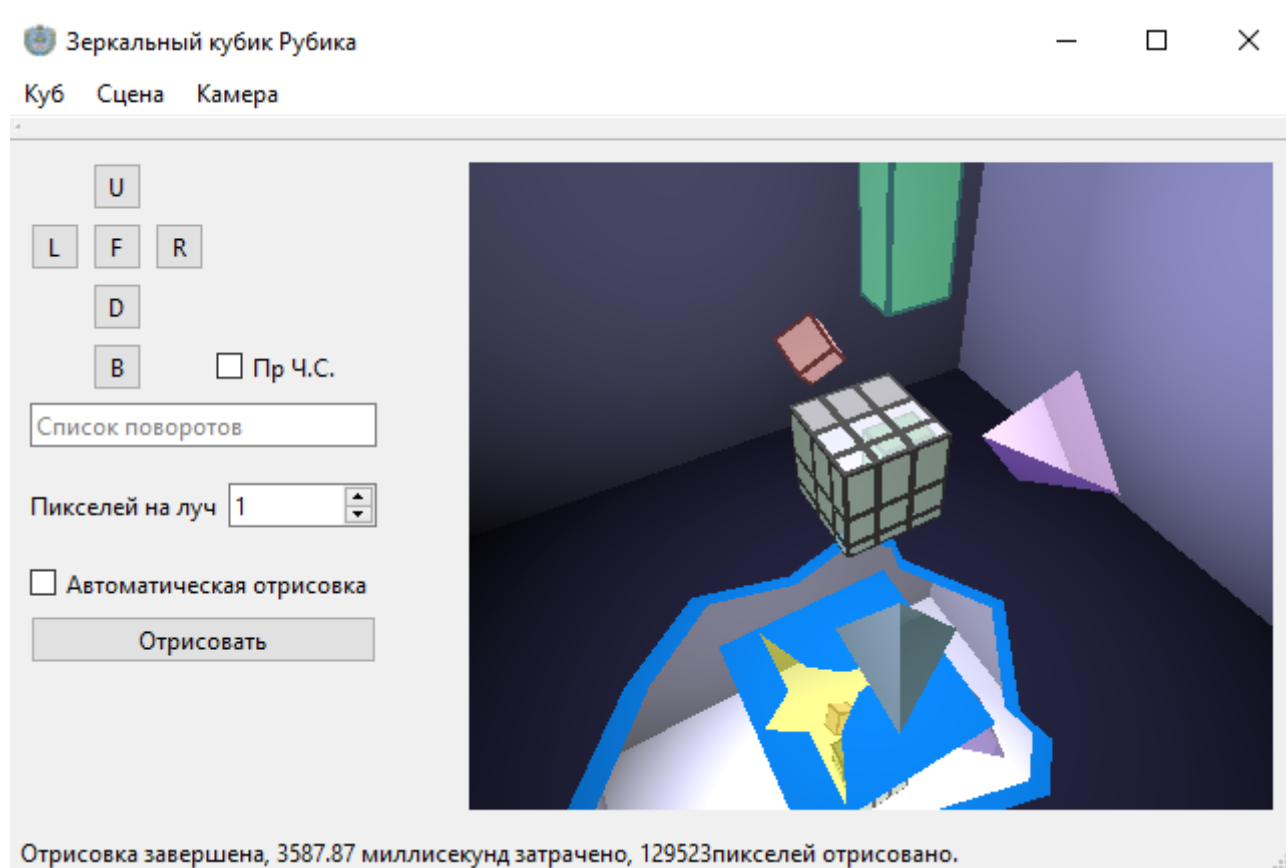 Зеркальный кубик Рубика
Куб Сцена Камера
U
L F R
D
B Пр Ч.С.
Список поворотов
Пикселей на луч 1
Автоматическая отрисовка
Отрисовать
Отрисовка завершена, 3587.87 миллисекунд затрачено, 129523пикселей отрисовано.